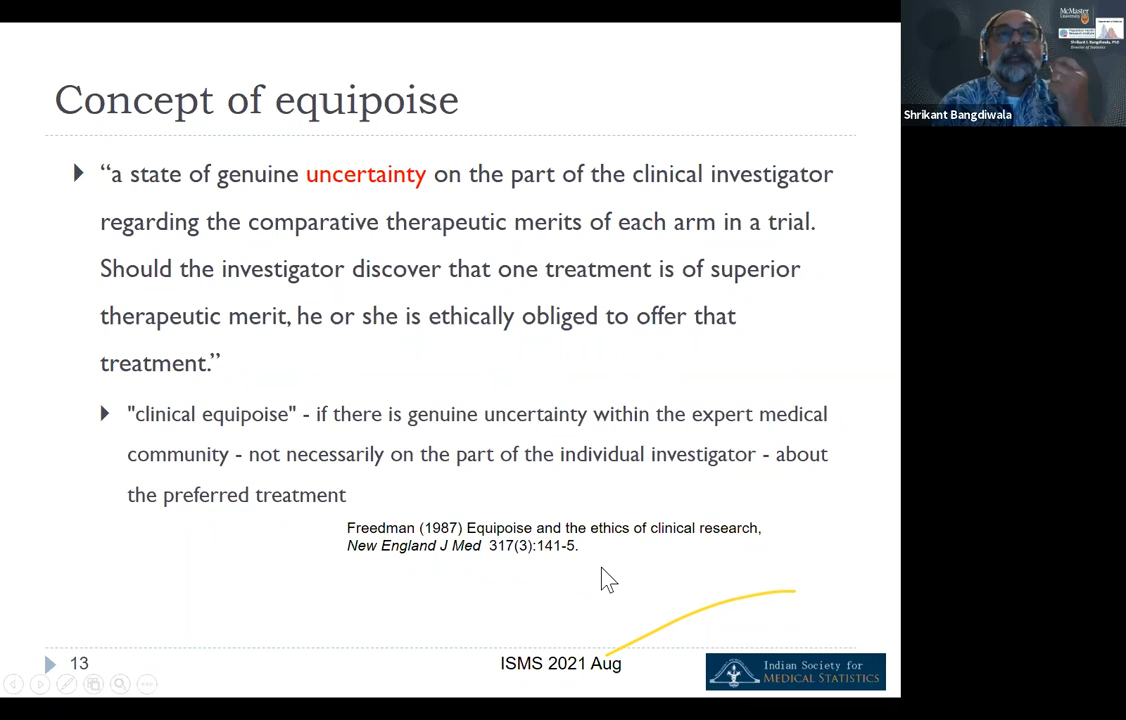 Concept of equipoise
“a state of genuine uncertainty on the part of the clinical investigator
regarding the comparative therapeutic merits of each arm in a trial.
Should the investigator discover that one treatment is of superior
therapeutic merit, he or she is ethically obliged to offer that
treatment.”
"clinical equipoise" - if there is genuine uncertainty within the expert medical
community - not necessarily on the part of the individual investigator - about
the preferred treatment
Freedman (1987) Equipoise and the ethics of clinical research,
New England J Med 317(3):141-5.
13
ISMS 2021 Aug
Indian Society for
MEDICAL STATISTICS
McMaster
University
Shrikant Bangdiwala